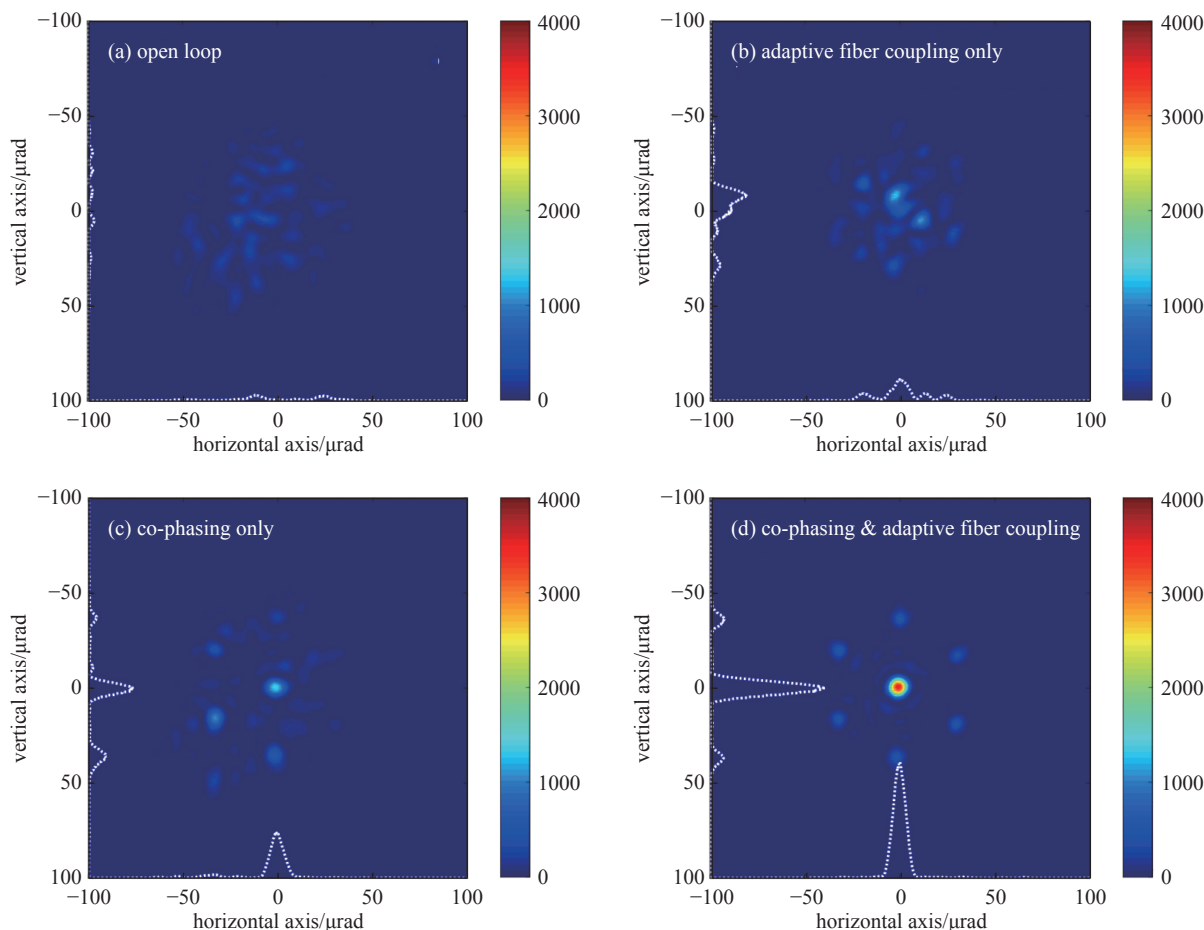 (a) open loop
−100
−50
0
50
100
vertical axis/μrad
−100 −50 0 50 100
horizontal axis/μrad
4000
3000
2000
1000
0
(b) adaptive fiber coupling only
−100
−50
0
50
100
vertical axis/μrad
−100 −50 0 50 100
horizontal axis/μrad
4000
3000
2000
1000
0
(c) co-phasing only
−100
−50
0
50
100
vertical axis/μrad
−100 −50 0 50 100
horizontal axis/μrad
4000
3000
2000
1000
0
(d) co-phasing & adaptive fiber coupling
−100
−50
0
50
100
vertical axis/μrad
−100 −50 0 50 100
horizontal axis/μrad
4000
3000
2000
1000
0